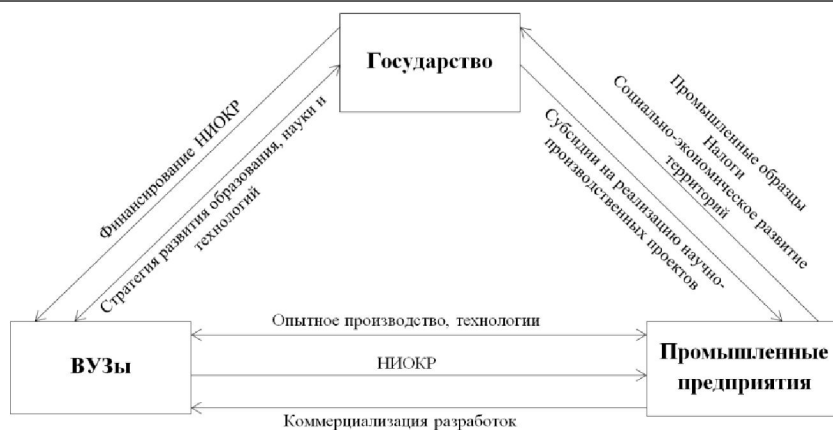 Государство
Финансирование НИОКР
Стратегия развития образования, науки и
технологий
Субсидии на реализацию научно-
производственных проектов
Промышленные образцы
Налоги
Социально-экономическое развитие
территорий
ВУЗы
Опытное производство, технологии
НИОКР
Коммерциализация разработок
Промышленные
предприятия